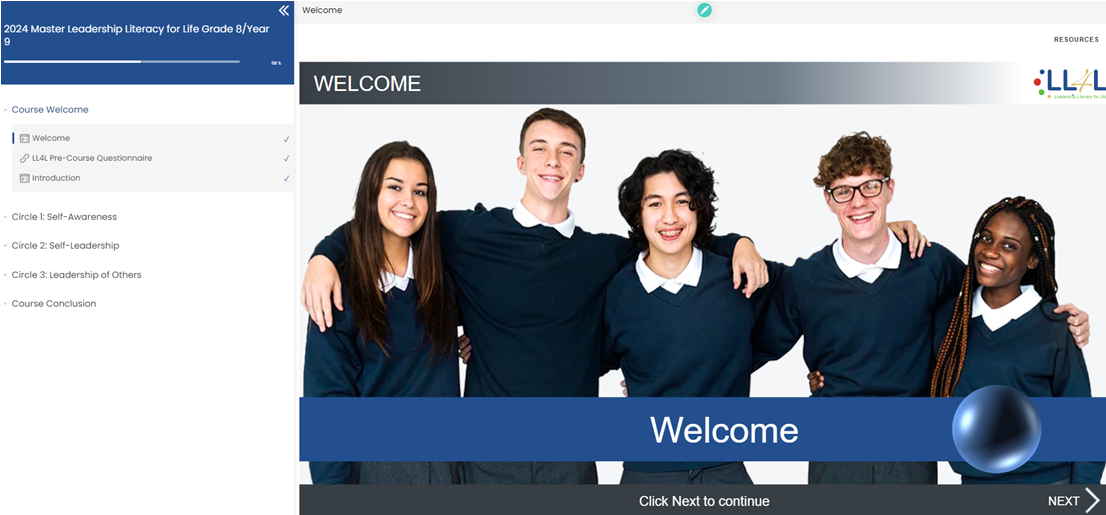 2024 Master Leadership Literacy for Life Grade 8/Year
9
58%
Course Welcome
Welcome
LL4L Pre-Course Questionnaire
Introduction
Circle 1: Self-Awareness
Circle 2: Self-Leadership
Circle 3: Leadership of Others
Course Conclusion
Welcome
RESOURCES
WELCOME
LL4L
Leadership Literacy for Life
Welcome
Click Next to continue
NEXT